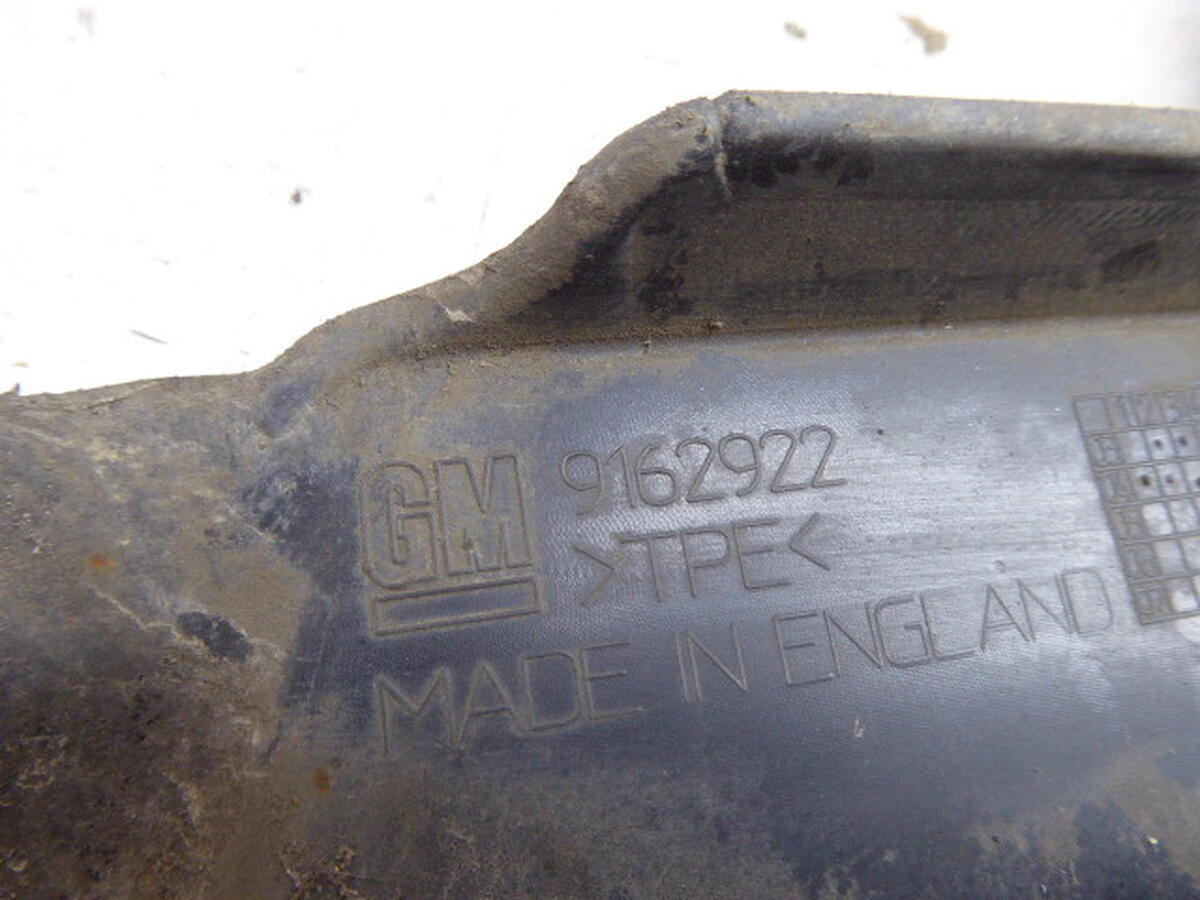 GM 9162922
>TPE<
MADE IN ENGLAND